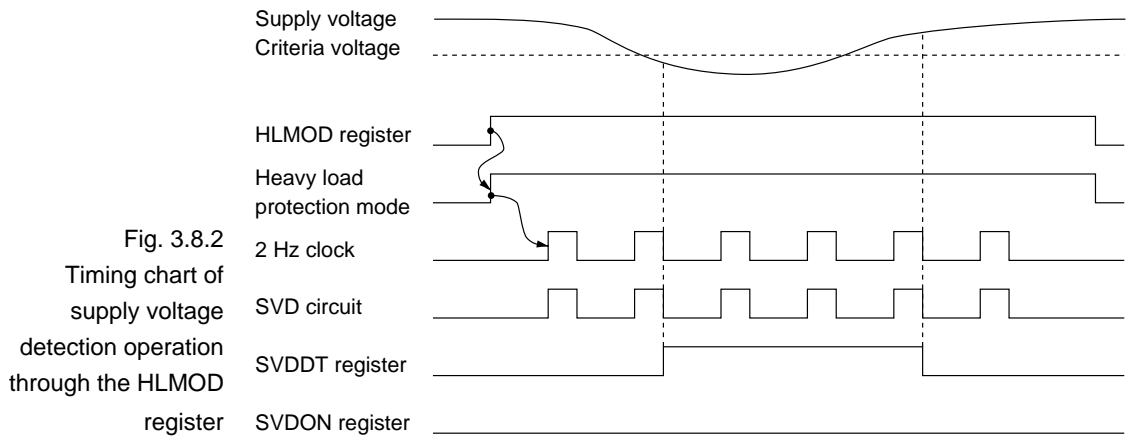 Supply voltage
Criteria voltage
HLMOD register
Heavy load
protection mode
2 Hz clock
SVD circuit
SVDDT register
SVDON register
Fig. 3.8.2
Timing chart of
supply voltage
detection operation
through the HLMOD
register